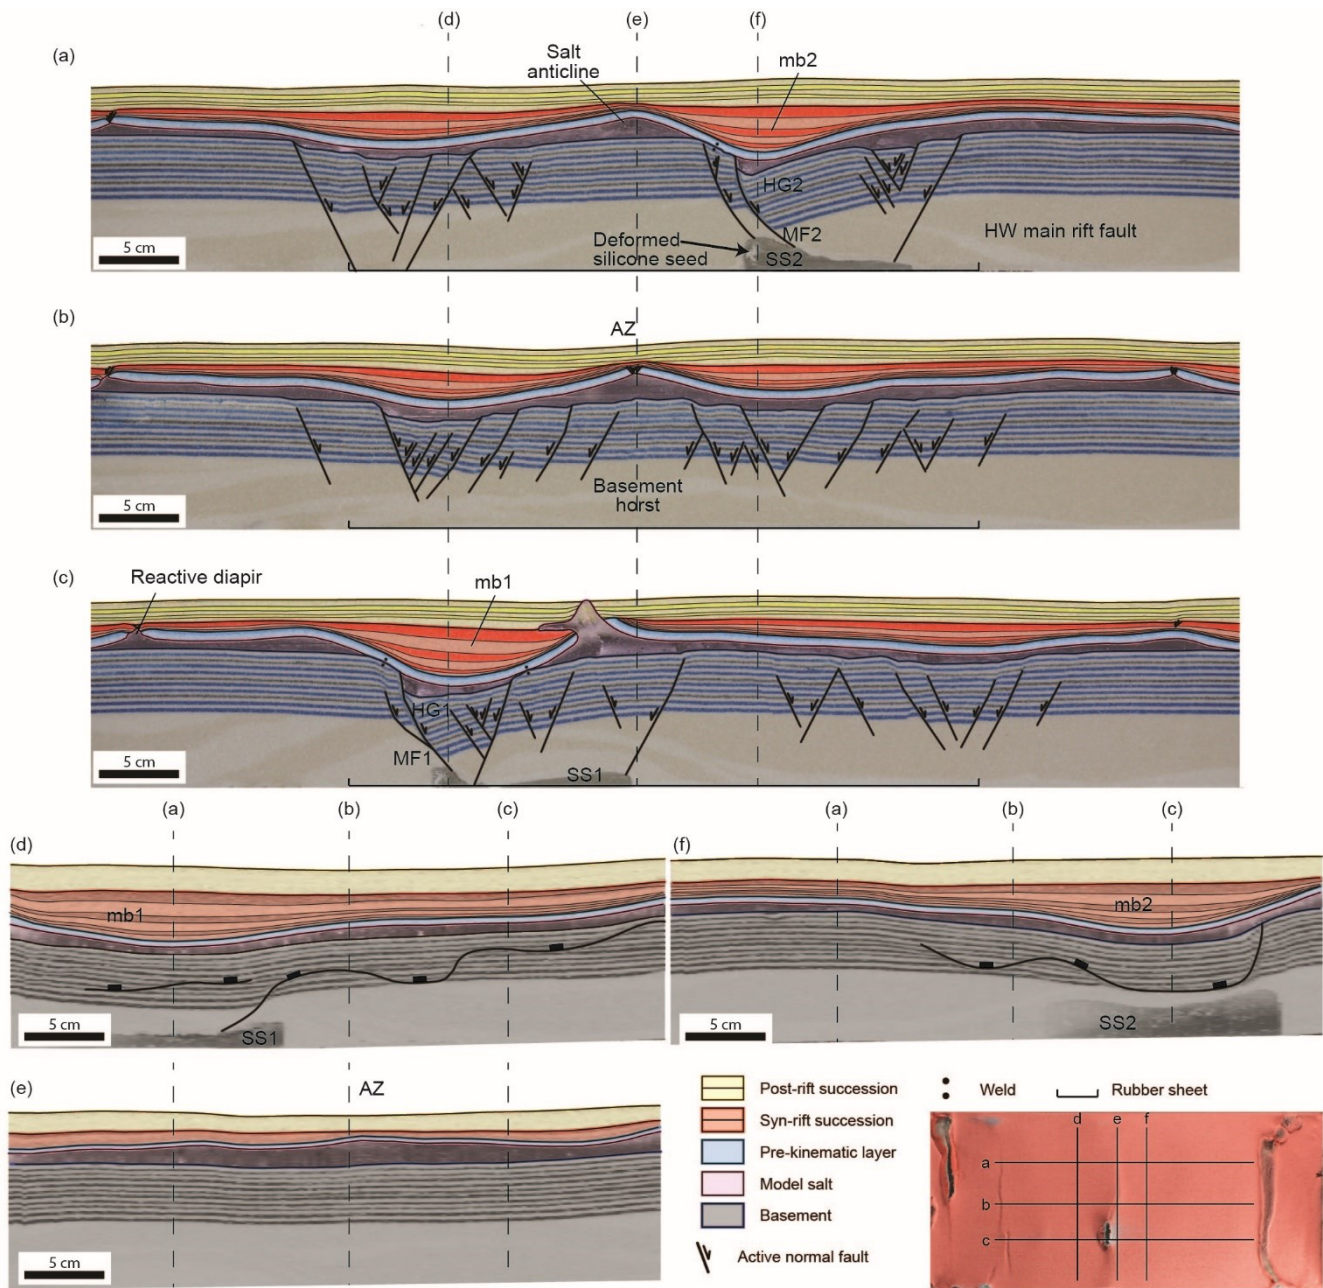 (d)
(e)
(f)
(a)
Salt
anticline
mb2
HG2
MF2
HW main rift fault
Deformed
silicone seed
SS2
5 cm
(b)
AZ
Basement
horst
5 cm
(c)
Reactive diapir
mb1
HG1
MF1
SS1
5 cm
(a)
(b)
(c)
(a)
(b)
(c)
(d)
mb1
SS1
5 cm
(f)
mb2
SS2
5 cm
(e)
AZ
5 cm
Post-rift succession
Syn-rift succession
Pre-kinematic layer
Model salt
Basement
Active normal fault
Weld
Rubber sheet
d
e
f
a
b
c